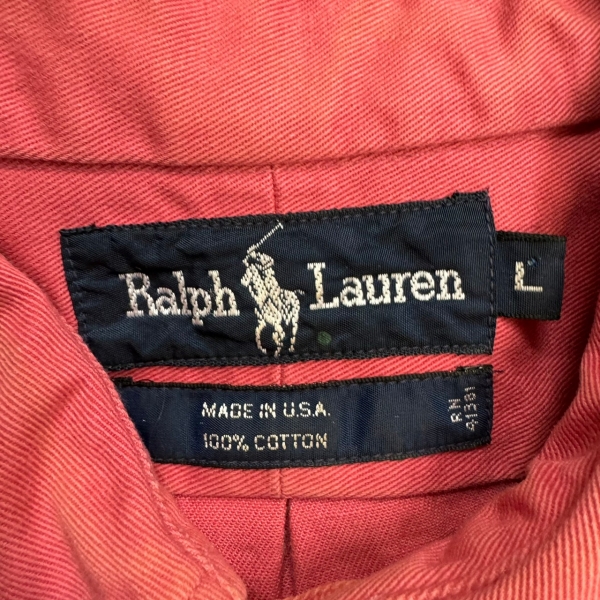 Ralph Lauren
L
MADE IN U.S.A.
100% COTTON
RN
41381